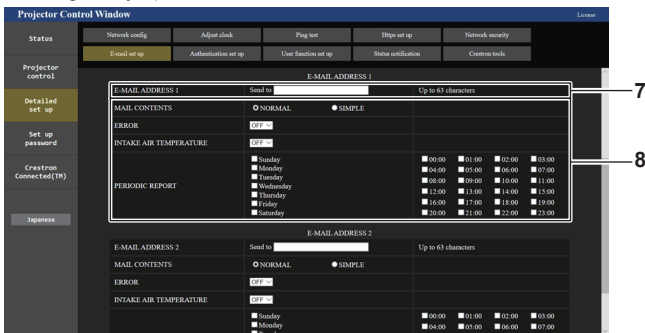 Projector Control Window
License
Status
Projector control
Detailed set up
Set up password
Crestron Connected(TM)
Japanese
Network config Adjust clock Ping test Https set up Network security
E-mail set up Authentication set up User function set up Status notification Crestron tools
E-MAIL ADDRESS 1
E-MAIL ADDRESS 1 Send to Up to 63 characters
7
MAIL CONTENTS NORMAL SIMPLE
ERROR OFF
INTAKE AIR TEMPERATURE OFF
8
PERIODIC REPORT
Sunday 00:00 01:00 02:00 03:00
Monday 04:00 05:00 06:00 07:00
Tuesday 08:00 09:00 10:00 11:00
Wednesday 12:00 13:00 14:00 15:00
Thursday
Friday 16:00 17:00 18:00 19:00
Saturday 20:00 21:00 22:00 23:00
E-MAIL ADDRESS 2
E-MAIL ADDRESS 2 Send to Up to 63 characters
MAIL CONTENTS NORMAL SIMPLE
ERROR OFF
INTAKE AIR TEMPERATURE OFF
Sunday 00:00 01:00 02:00 03:00
Monday 04:00 05:00 06:00 07:00